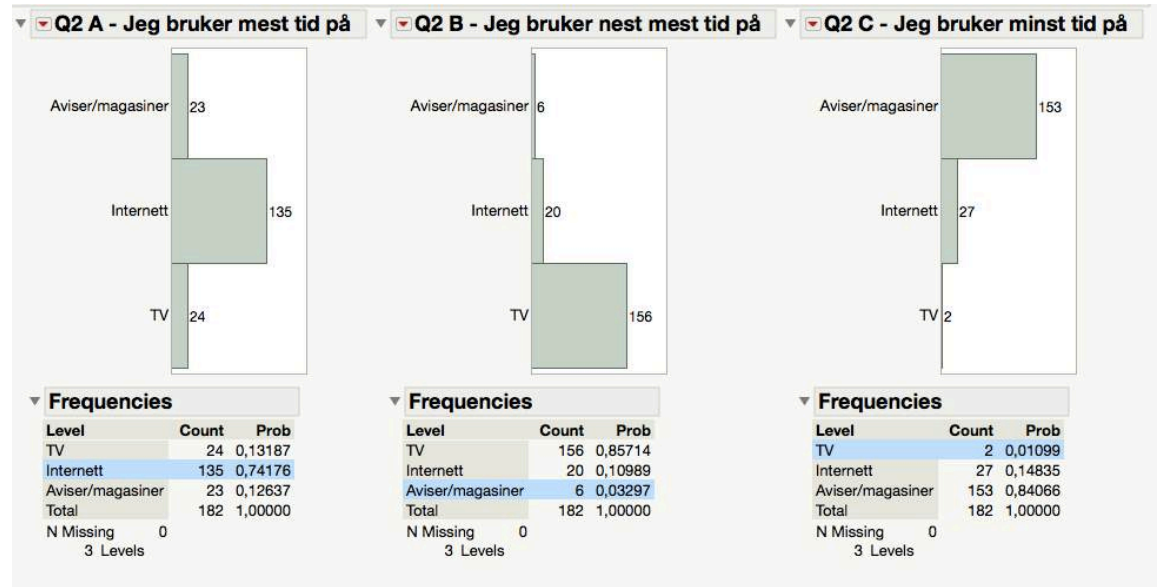 Q2 A - Jeg bruker mest tid på
Aviser/magasiner 23
Internett 135
TV 24
Frequencies
Level Count Prob
TV 24 0,13187
Internett 135 0,74176
Aviser/magasiner 23 0,12637
Total 182 1,00000
N Missing 0
3 Levels
Q2 B - Jeg bruker nest mest tid på
Aviser/magasiner 6
Internett 20
TV 156
Frequencies
Level Count Prob
TV 156 0,85714
Internett 20 0,10989
Aviser/magasiner 6 0,03297
Total 182 1,00000
N Missing 0
3 Levels
Q2 C - Jeg bruker minst tid på
Aviser/magasiner 153
Internett 27
TV 2
Frequencies
Level Count Prob
TV 2 0,01099
Internett 27 0,14835
Aviser/magasiner 153 0,84066
Total 182 1,00000
N Missing 0
3 Levels